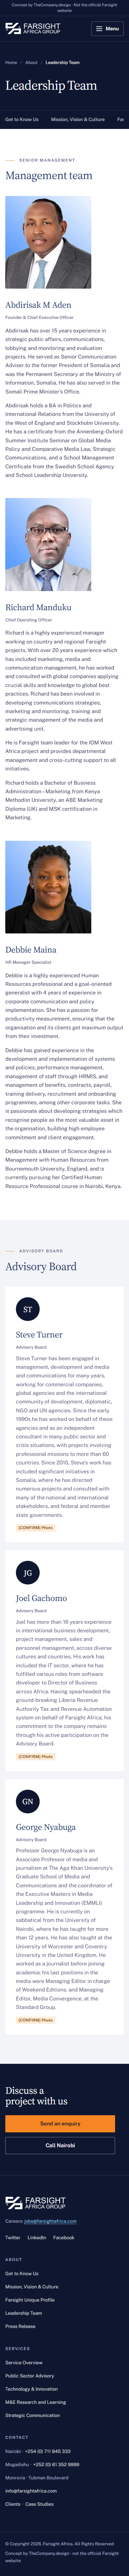 Concept by TheCompany.design · Not the official Farsight
website
FARSIGHT
AFRICA GROUP
Menu
Leadership Team
Get to Know Us
Mission, Vision & Culture
Far
Home / About / Leadership Team
SENIOR MANAGEMENT
Management team
Abdirisak M Aden
Founder & Chief Executive Officer
Abdirisak has over 15 years experience in
strategic public affairs, communications,
lobbying and monitoring and evaluation
projects. He served as Senior Communication
Adviser to the former President of Somalia and
was the Permanent Secretary at the Ministry of
Information, Somalia. He has also served in the
Somali Prime Minister's Office.
Abdirisak holds a BA in Politics and
International Relations from the University of
the West of England and Stockholm University.
He has a certificate from the Annenberg-Oxford
Summer Institute Seminar on Global Media
Policy and Comparative Media Law, Strategic
Communications, and a School Management
Certificate from the Swedish School Agency
and School Leadership University.
Richard Manduku
Chief Operating Officer
Richard is a highly experienced manager
working on country and regional Farsight
projects. With over 20 years experience which
has included marketing, media and
management, he has worked and
consulted with global companies applying
crucial skills and knowledge to global best
practices. Richard has been involved in
developing communications strategies,
marketing, monitoring, training and
strategic management of the media and
advertising unit.
He is Farsight team leader for the IOM West
Africa project and provides departmental
management and cross-cutting support to all
initiatives.
Richard holds a Bachelor of Business
Administration – Marketing from Kenya
Methodist University, an ABE Marketing
Diploma (UK) and MSK certification in
Marketing.
Debbie Maina
HR Manager Specialist
Debbie is a highly experienced Human
Resources professional and a goal oriented
generalist with 4 years of experience in
compensation/communication and policy
implementation. She has a passion for
productivity measurement, ensuring that the
means that is at clients can get maximum output
from their investment.
Debbie has gained experience in the
development and implementation of systems
and policies, performance management,
management of staff through HRMIS, and
management of benefits, contracts, payroll,
training delivery, recruitment and onboarding
programmes, among other corporate tasks. She
is passionate about developing strategies which
recognise people as the most valuable asset in
the organisation, building high employee
commitment and client engagement.
Debbie holds a Master of Science degree in
Management with Human Resources from
Bournemouth University, England, and is
currently pursuing her Certified Human
Resource Professional course in Nairobi, Kenya.
ADVISORY BOARD
Advisory Board
ST
Steve Turner
Advisory Board
Steve Turner has been engaged in
management, development and media
and communications for many years,
working for commercial companies,
global agencies and the international
community of development, diplomatic,
NGO and UN agencies. Since the early
1990s he has worked on behalf of these
agencies and as an independent
consultant in many public sector and
crisis situations, with projects visiting
professional missions to more than 60
countries. Since 2010, Steve's work has
included significant initiatives in
Somalia, where he has directed
numerous projects and consulted with
many of its national and international
stakeholders, and federal and member
state governments.
[CONFIRM] Photo
JG
Joel Gachomo
Advisory Board
Joel has more than 16 years experience
in international business development,
project management, sales and
personnel management, across diverse
cultures and countries. His work has
included the IT sector, where he has
fulfilled various roles from software
developer to Director of Business
across Africa. Having spearheaded the
ground-breaking Liberia Revenue
Authority Tax and Revenue Automation
system on behalf of Farsight Africa, his
commitment to the company remains
through his active participation on the
Advisory Board.
[CONFIRM] Photo
GN
George Nyabuga
Advisory Board
Professor George Nyabuga is an
Associate Professor of media and
journalism at The Aga Khan University's
Graduate School of Media and
Communications and the coordinator of
the Executive Masters in Media
Leadership and Innovation (EMMLI)
programme. He is currently on
sabbatical from the University of
Nairobi, where he has taught for more
than 12 years. He has also taught at the
University of Worcester and Coventry
University in the United Kingdom. He
worked as a journalist before joining
academia; his last positions in the
media were Managing Editor in charge
of Weekend Editions, and Managing
Editor, Media Convergence, at the
Standard Group.
[CONFIRM] Photo
Discuss a
project with us
Send an enquiry
Call Nairobi
FARSIGHT
AFRICA GROUP
Careers: jobs@farsightafrica.com
Twitter LinkedIn Facebook
ABOUT
Get to Know Us
Mission, Vision & Culture
Farsight Unique Profile
Leadership Team
Press Release
SERVICES
Service Overview
Public Sector Advisory
Technology & Innovation
M&E Research and Learning
Strategic Communication
CONTACT
Nairobi · +254 (0) 711 845 333
Mogadishu · +252 (0) 61 352 9999
Monrovia · Tubman Boulevard
info@farsightafrica.com
Clients · Case Studies
© Copyright 2026. Farsight Africa. All Rights Reserved
Concept by TheCompany.design · not the official Farsight
website